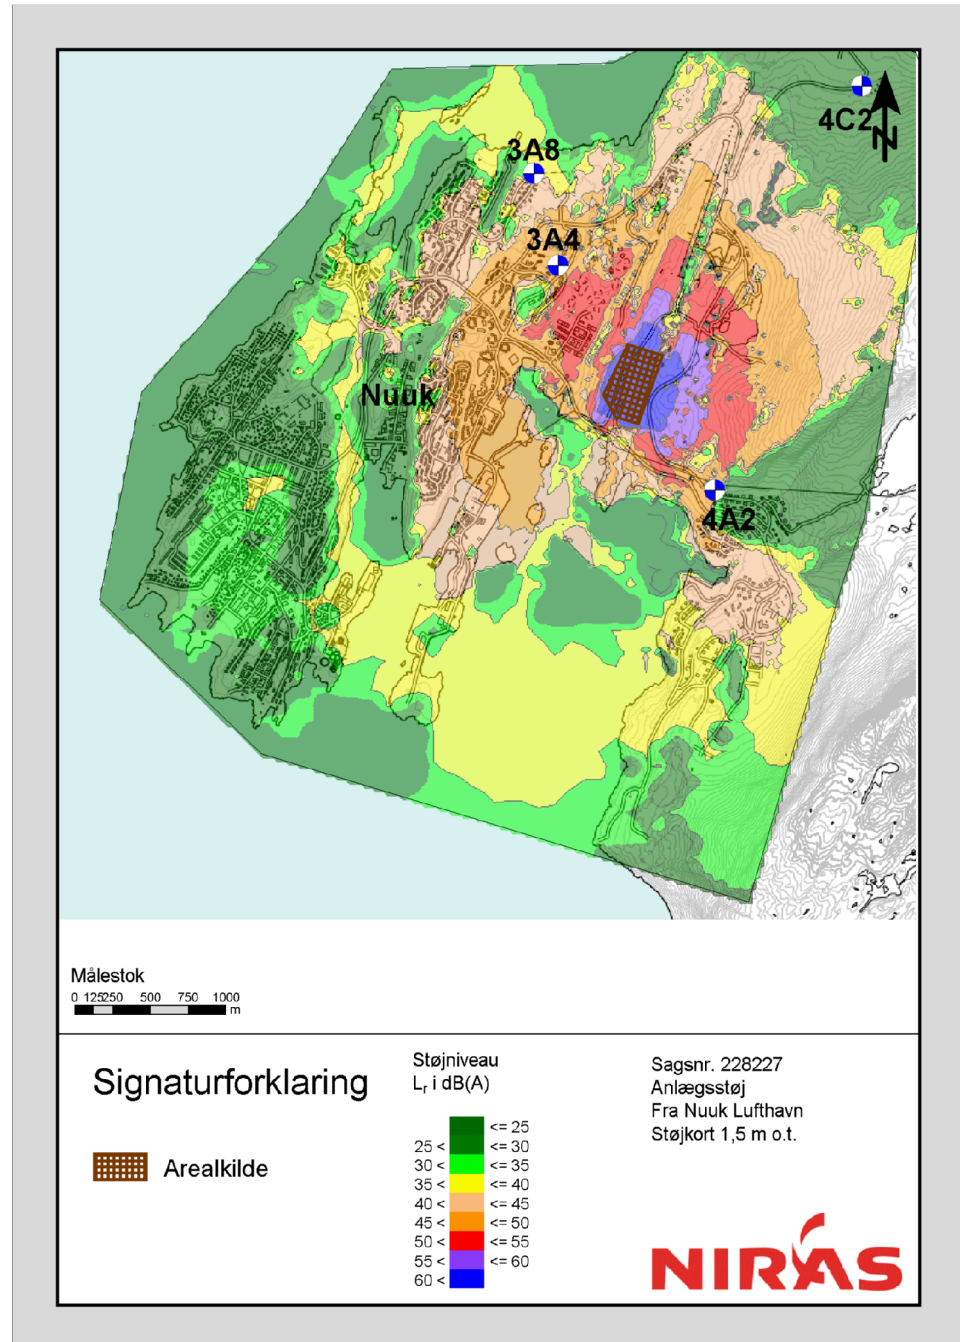 3A8
4C2
N
3A4
Nuuk
4A2
Målestok
0 125250 500 750 1000
m
Signaturforklaring
Arealkilde
Støjniveau
Lr i dB(A)
<= 25
25 < <= 30
30 < <= 35
35 < <= 40
40 < <= 45
45 < <= 50
50 < <= 55
55 < <= 60
60 <
Sagsnr. 228227
Anlægsstøj
Fra Nuuk Lufthavn
Støjkort 1,5 m o.t.
NIRÁS